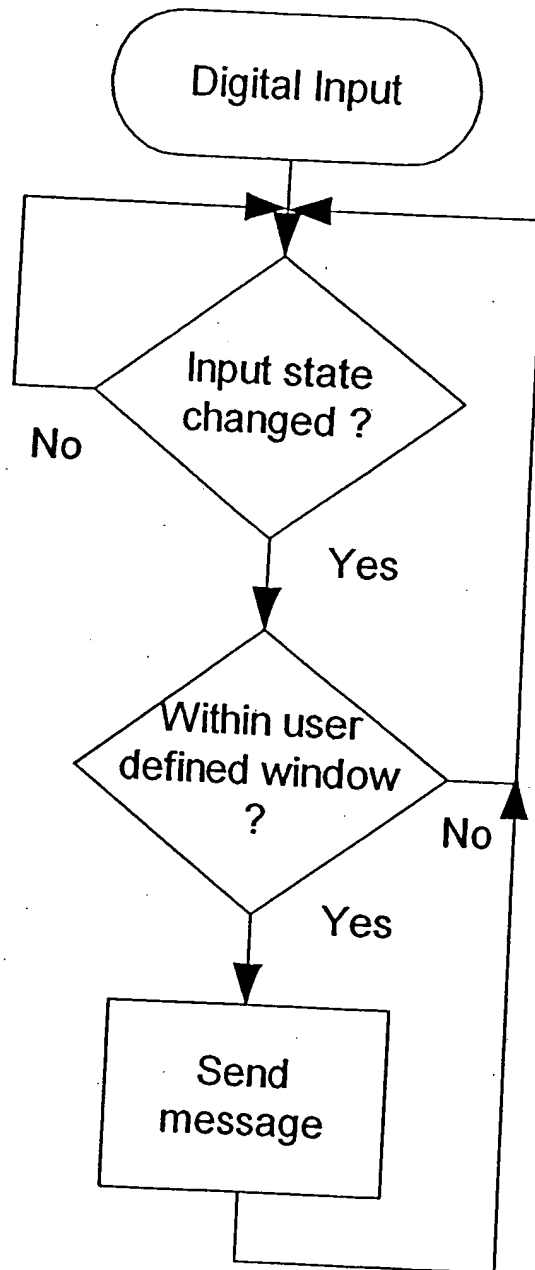 Digital Input
Input state
changed ?
No
Yes
Within user
defined window
?
No
Yes
Send
message